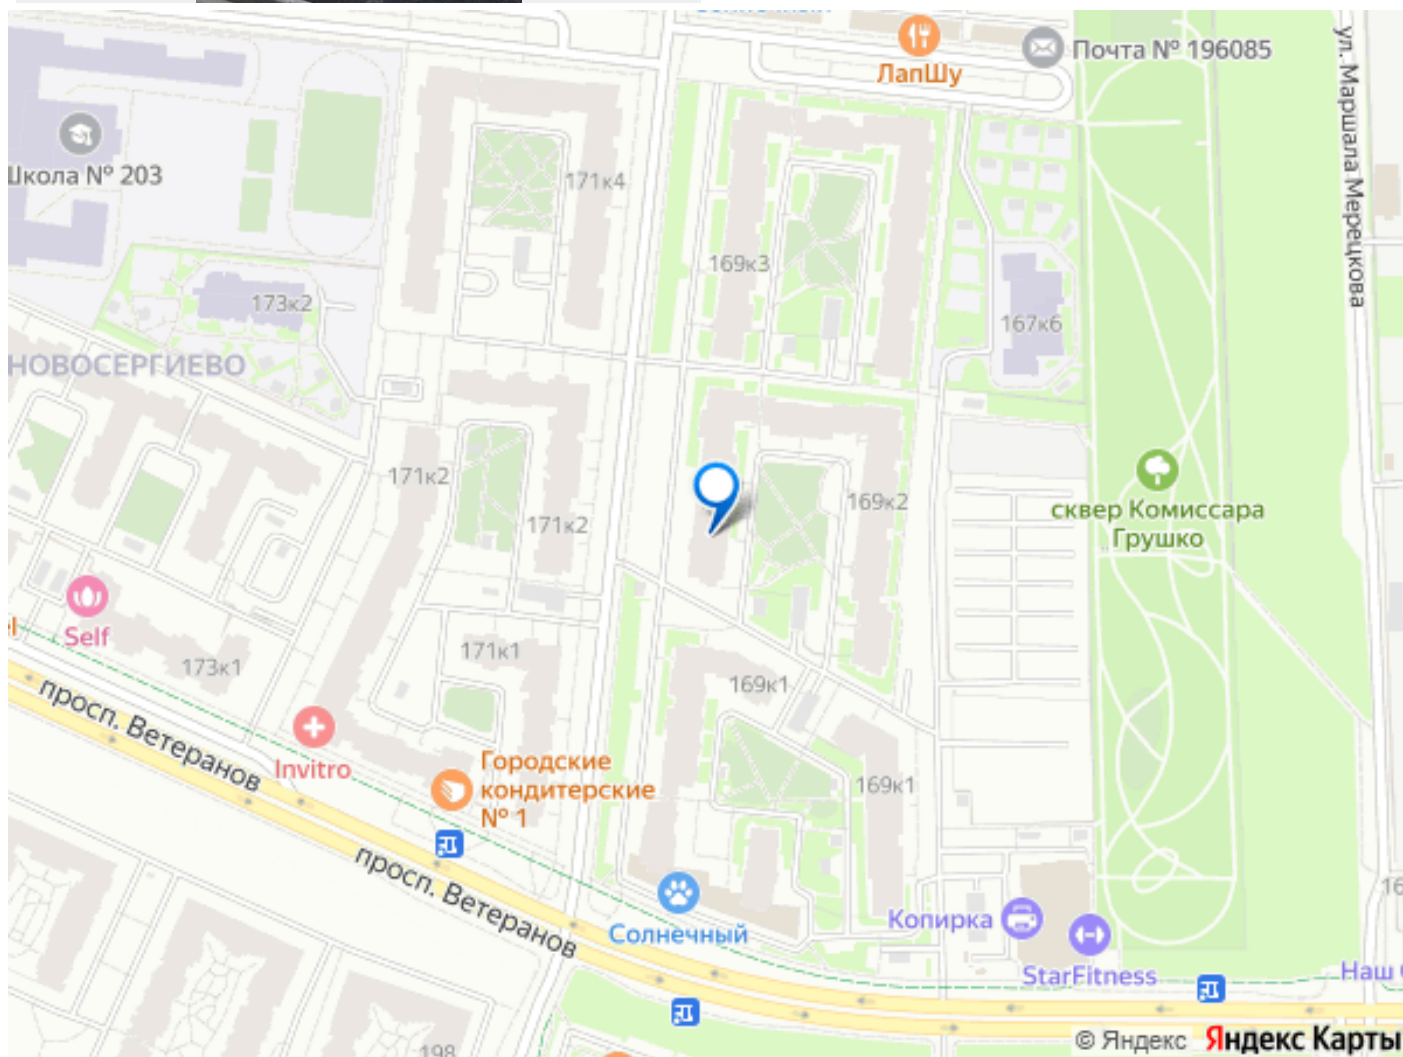 ЛапШу
Почта № 196085
ул. Маршала Мерецкова
Школа № 203
171к4
169к3
173к2
167к6
НОВОСЕРГИЕВО
171к2
169к2
сквер Комиссара
Грушко
171к2
Self
171к1
173к1
169к1
просп. Ветеранов
Invitro
Городские
кондитерские
№ 1
169к1
просп. Ветеранов
Копирка
Солнечный
StarFitness
Наш
198
© Яндекс Яндекс Карты